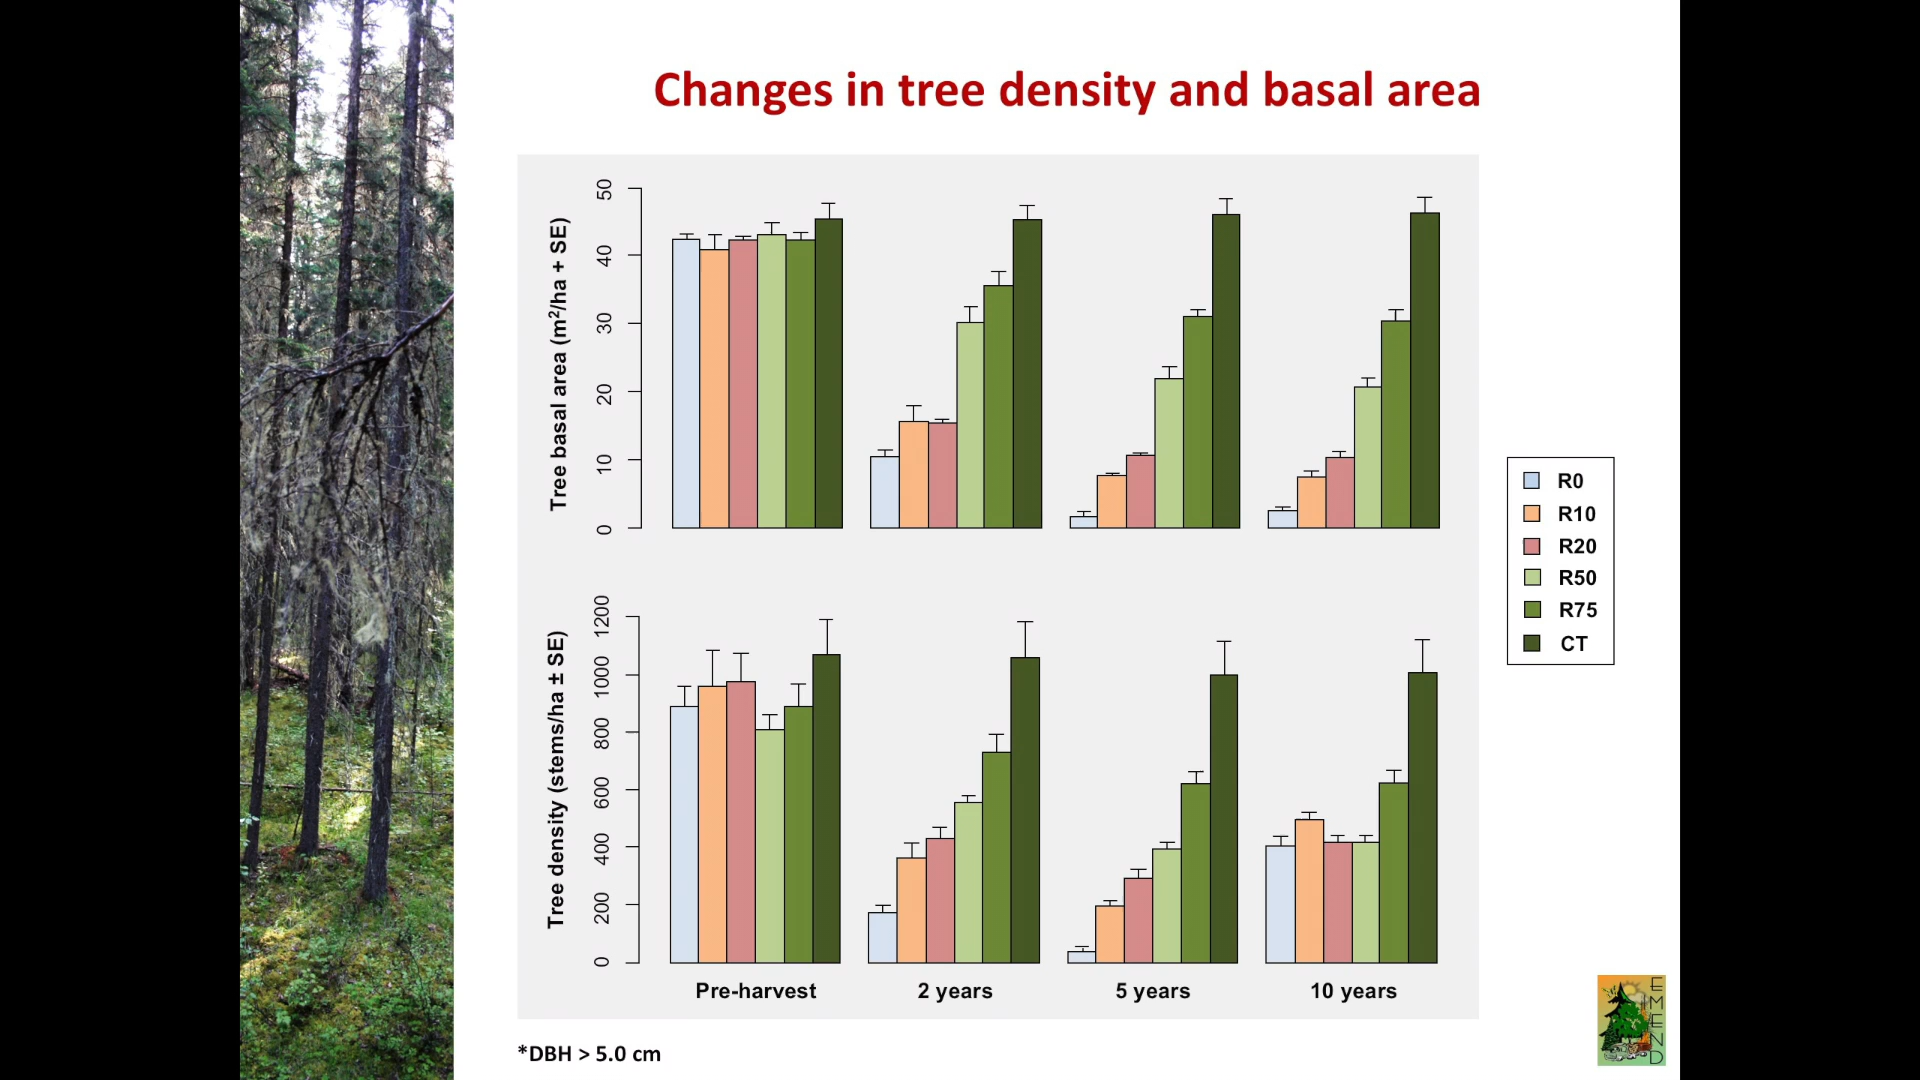 Changes in tree density and basal area
Tree basal area (m²/ha + SE)
50
40
30
20
10
0
Tree density (stems/ha ± SE)
1200
1000
800
600
400
200
0
Pre-harvest 2 years 5 years 10 years
R0
R10
R20
R50
R75
CT
*DBH > 5.0 cm
EMEND